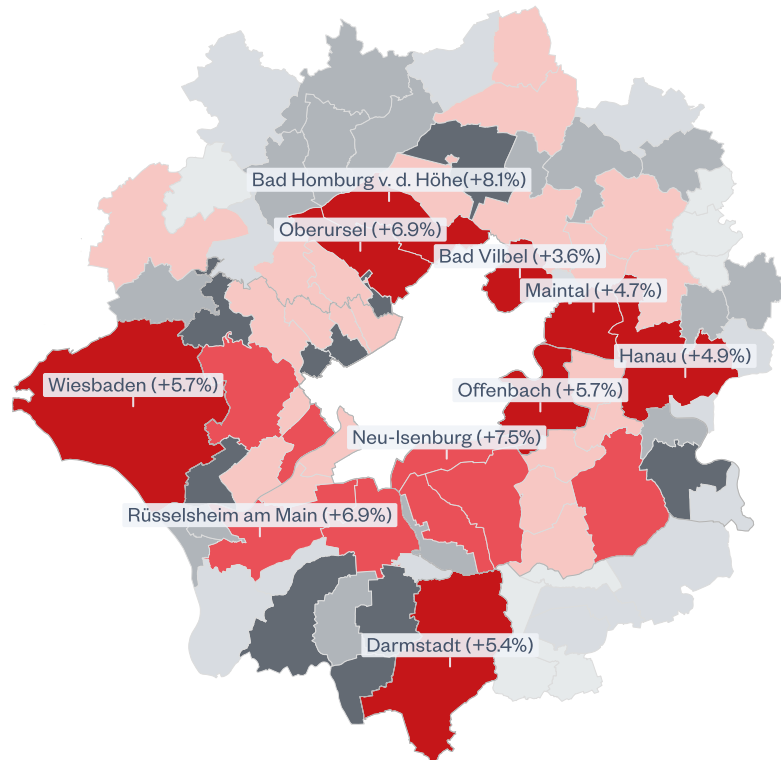 Bad Homburg v. d. Höhe(+8.1%)
Oberursel (+6.9%)
Bad Vilbel (+3.6%)
Maintal (+4.7%)
Hanau (+4.9%)
Wiesbaden (+5.7%)
Offenbach (+5.7%)
Neu-Isenburg (+7.5%)
Rüsselsheim am Main (+6.9%)
Darmstadt (+5.4%)